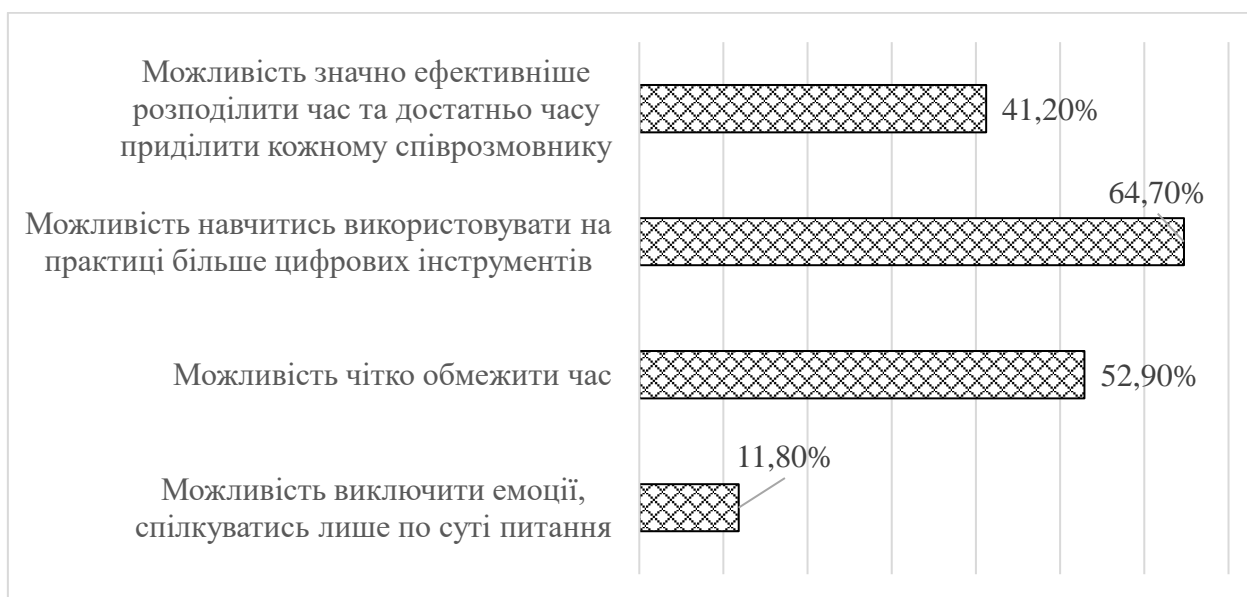 Можливість значно ефективніше
розподілити час та достатньо часу
приділити кожному співрозмовнику
41,20%
Можливість навчитись використовувати на
практиці більше цифрових інструментів
64,70%
Можливість чітко обмежити час
52,90%
Можливість виключити емоції,
спілкуватись лише по суті питання
11,80%